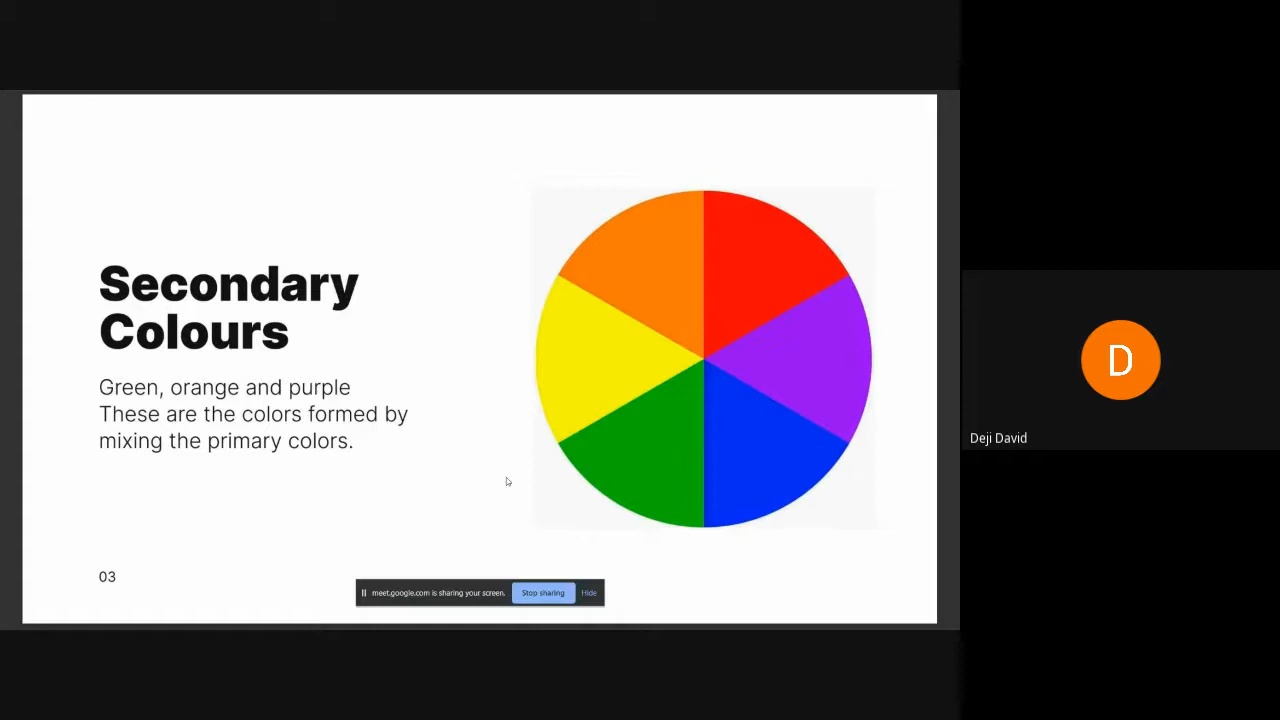 Secondary
Colours
Green, orange and purple
These are the colors formed by
mixing the primary colors.
03
meet.google.com is sharing your screen. Stop sharing Hide
D
Deji David